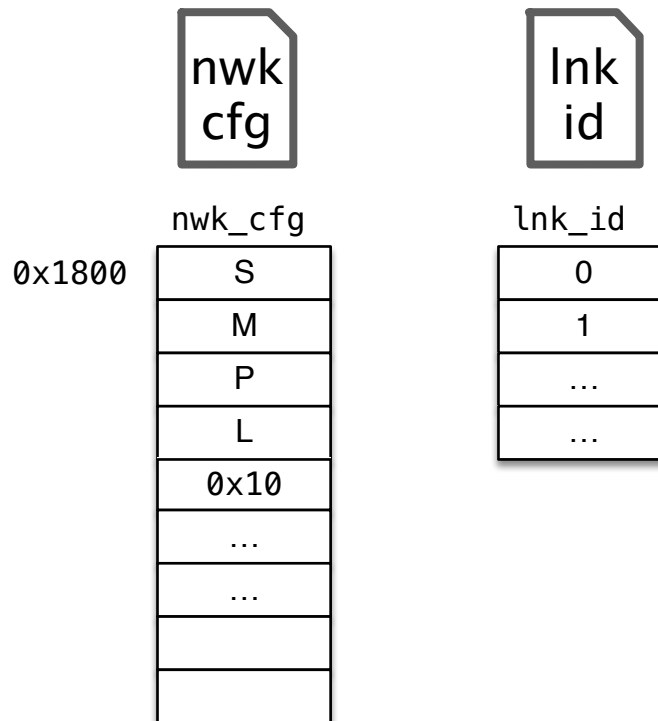 nwk
cfg
lnk
id
nwk_cfg
lnk_id
0x1800
S
M
P
L
0x10
...
...
0
1
...
...